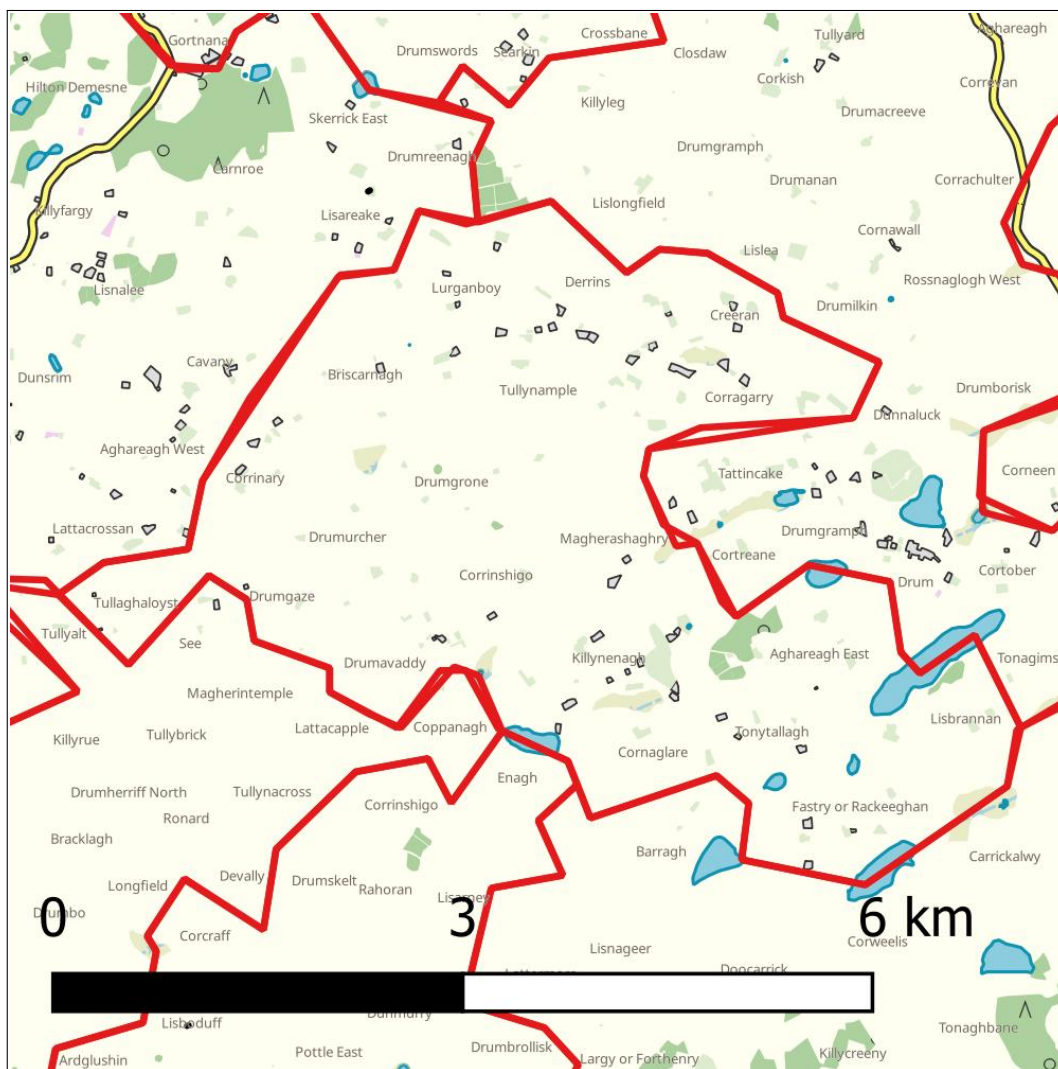 Gortnana
Drumswords
Searkin
Crossbane
Closdaw
Tullyard
Aghareagh
Hilton Demesne
Corkish
Correvan
Skerrick East
Killyleg
Drumacreeve
Drumreenagh
Drumgramph
Carnroe
Drumanan
Corrachulter
Killyfargy
Lisareake
Lislongfield
Cornawall
Lislea
Lisnalee
Lurganboy
Derrins
Rossnaglogh West
Creeran
Drumilkin
Dunsrim
Cavany
Briscarnagh
Tullynample
Corragarry
Drumborisk
Dunnaluck
Aghareagh West
Corrinary
Drumgrone
Tattincake
Corneen
Lattacrossan
Drumurcher
Magherashaghry
Drumgramph
Cortreane
Corrinshigo
Drum
Cortober
Tullaghaloyst
Drumgaze
Tullyalt
See
Drumavaddy
Killynenagh
Aghareagh East
Tonagims
Magherintemple
Killyrue
Tullybrick
Lattacapple
Coppanagh
Cornaglare
Tonytallagh
Lisbrannan
Enagh
Drumherriff North
Tullynacross
Corrinshigo
Fastry or Rackeeghan
Ronard
Bracklagh
Barragh
Carrickalwy
Longfield
Devally
Drumskelt
Rahoran
Lisarney
Drumbo
0 3 6 km
Corcraff
Lisnageer
Corweelis
Doocarrick
Lisboduff
Dunmurry
Tonaghbane
Ardglushin
Pottle East
Drumbrollisk
Largy or Forthenry
Killycreeny